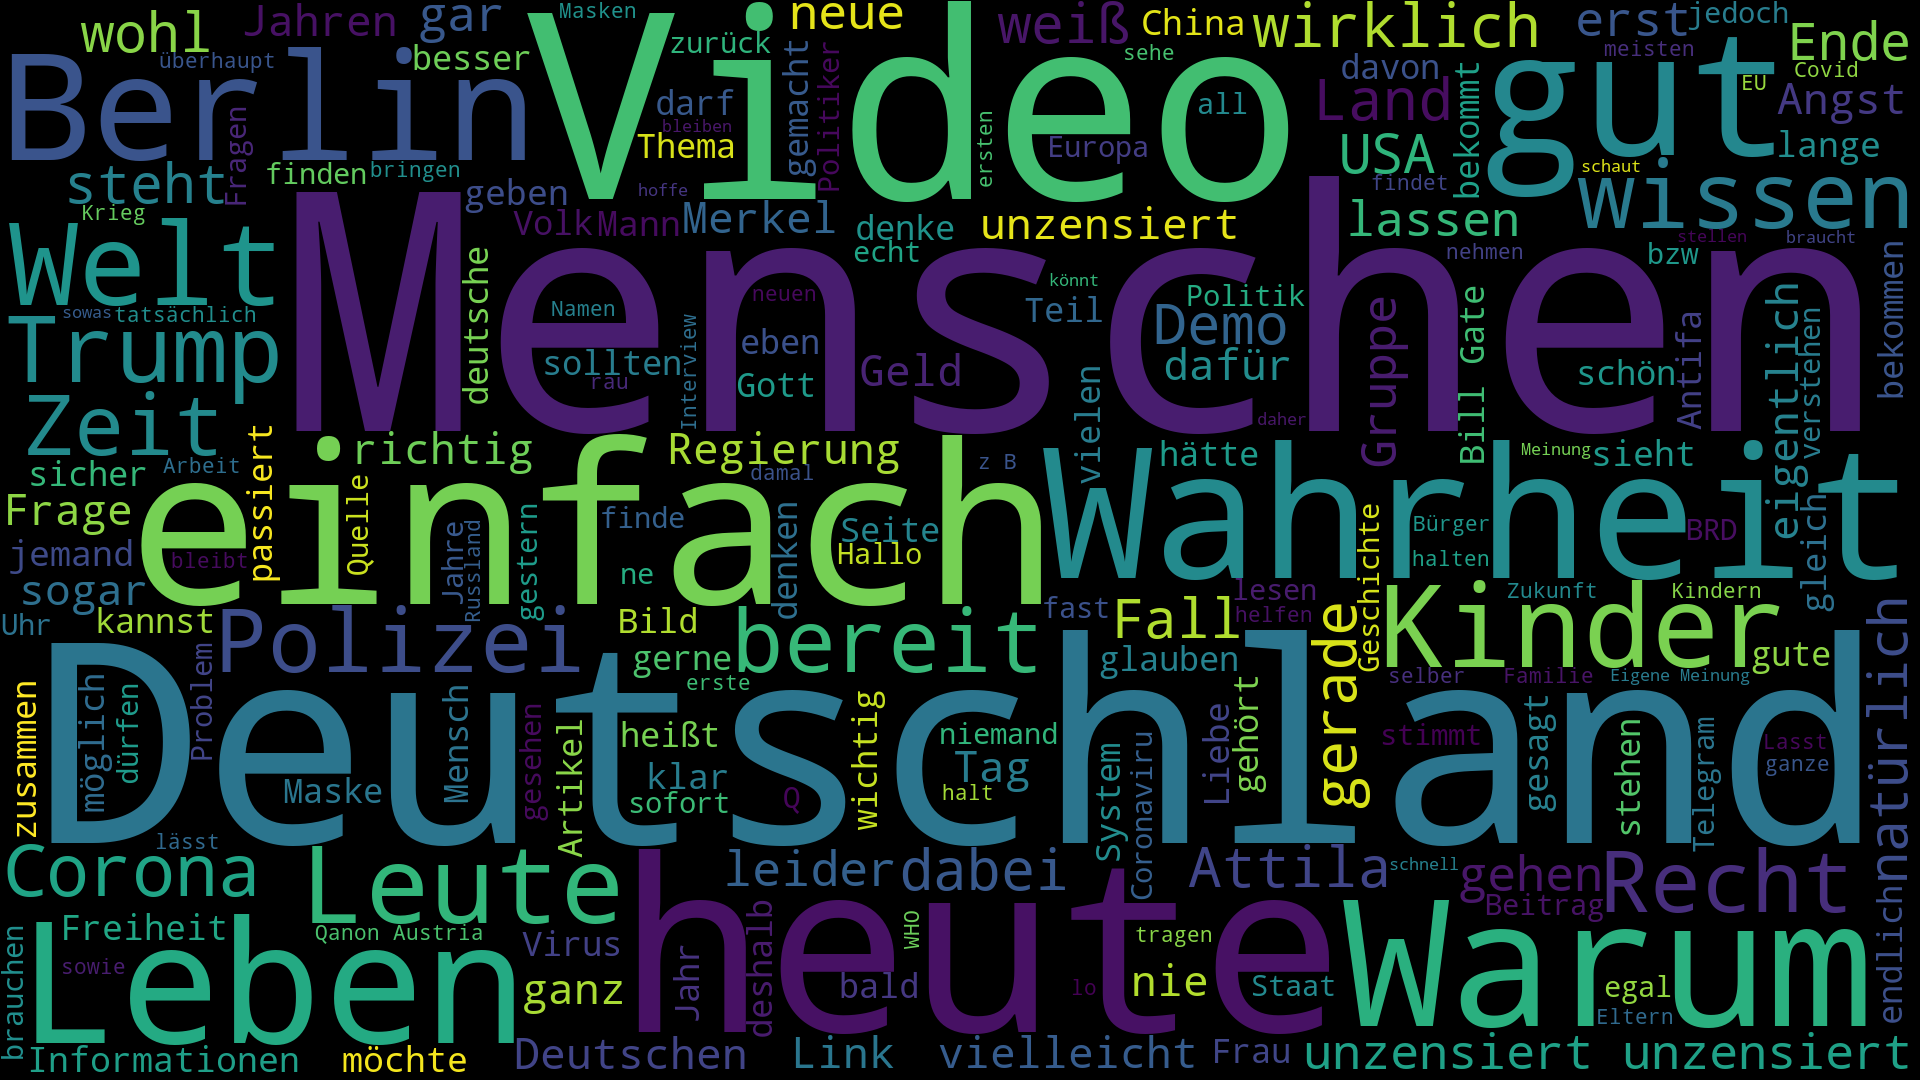 wohl
Jahren
gar
Masken
Video
neue
weiß
China
wirklich
erst
jedoch
Ende
überhaupt
besser
zurück
gemacht
Politiker
sehe
davon
bekommt
gut
meisten
EU
Covid
Berlin
Fragen
darf
bleiben
Thema
ersten
Europa
all
Land
USA
Angst
lange
steht
finden
bringen
geben
hoffe
findet
schaut
wissen
Krieg
Volk
Mann
Merkel
denke
echt
unzensiert
lassen
nehmen
bzw
stellen
braucht
bekommen
Welt
Menschen
deutsche
Namen
neuen
könnt
Teil
Politik
Demo
dafür
sowas
tatsächlich
Trump
sollten
rau
Interview
eben
Gott
Geld
vielen
daher
Gruppe
Bill Gate
schön
Antifa
eigentlich
verstehen
Zeit
sicher
Arbeit
passiert
richtig
Regierung
damal
z B
hätte
Meinung
sieht
Frage
jemand
bleibt
einfach
Quelle
Jahre
Russland
gestern
finde
ne
denken
Seite
Hallo
Wahrheit
Geschichte
Bürger
halten
BRD
gleich
sogar
Uhr
kannst
Polizei
Bild
gerne
erste
bereit
fast
Fall
glauben
lesen
helfen
gerade
Kinder
Zukunft
Kindern
gute
selber
Familie
Eigene Meinung
natürlich
zusammen
möglich
dürfen
Problem
Deutschland
Maske
Mensch
gesehen
Artikel
heißt
klar
sofort
Q
wichtig
niemand
Tag
halt
System
Coronaviru
Liebe
gehört
stimmt
gesagt
stehen
Telegram
Lasst
ganze
lässt
Corona
Leute
leider
dabei
Attila
schnell
gehen
Beitrag
Recht
endlich
Freiheit
Qanon Austria
sowie
brauchen
Leben
Virus
ganz
heute
Jahr
deshalb
bald
WHO
lo
tragen
nie
Staat
Warum
egal
Eltern
Informationen
möchte
Deutschen
Link
vielleicht
Frau
unzensiert unzensiert